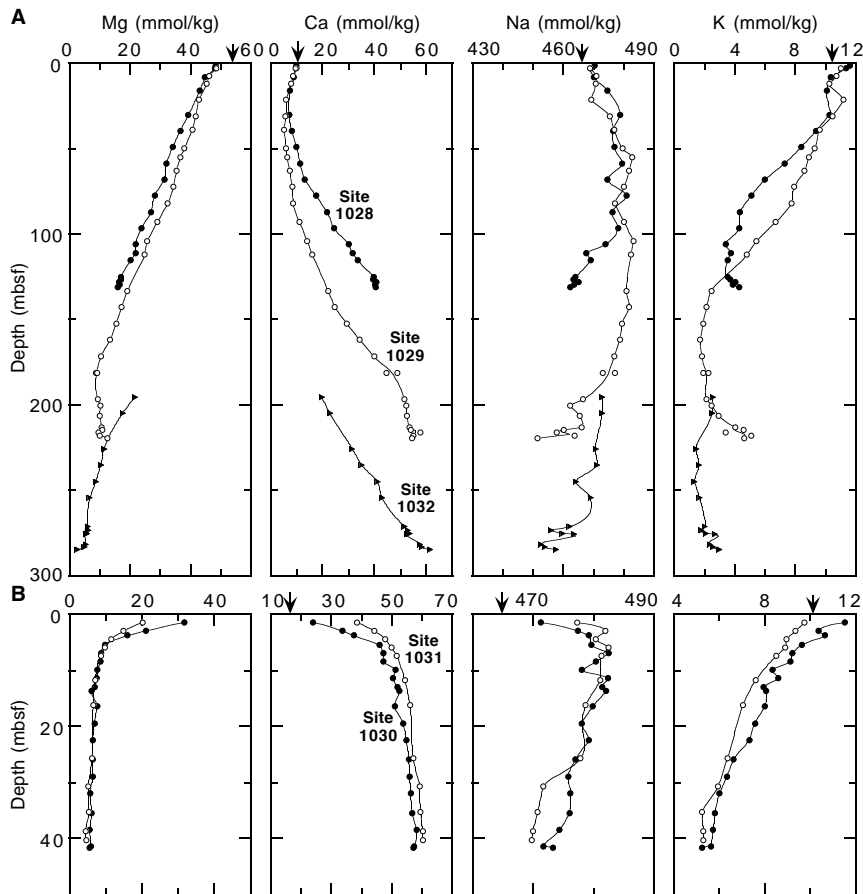 A
Mg (mmol/kg) Ca (mmol/kg) Na (mmol/kg) K (mmol/kg)
0 20 40 60 0 20 40 60 430 460 490 0 4 8 12
0
100
200
300
Depth (mbsf)
Site
1028
Site
1029
Site
1032
B
0 20 40 10 30 50 70 470 490 4 8 12
0
10
20
30
40
Depth (mbsf)
Site
1031
Site
1030